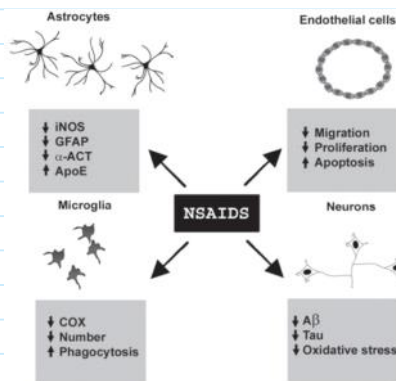 Astrocytes
↓ iNOS
↓ GFAP
↓ α-ACT
↑ ApoE
Endothelial cells
↓ Migration
↓ Proliferation
↑ Apoptosis
NSAIDS
Microglia
↓ COX
↓ Number
↑ Phagocytosis
Neurons
↓ Aβ
↓ Tau
↓ Oxidative stress